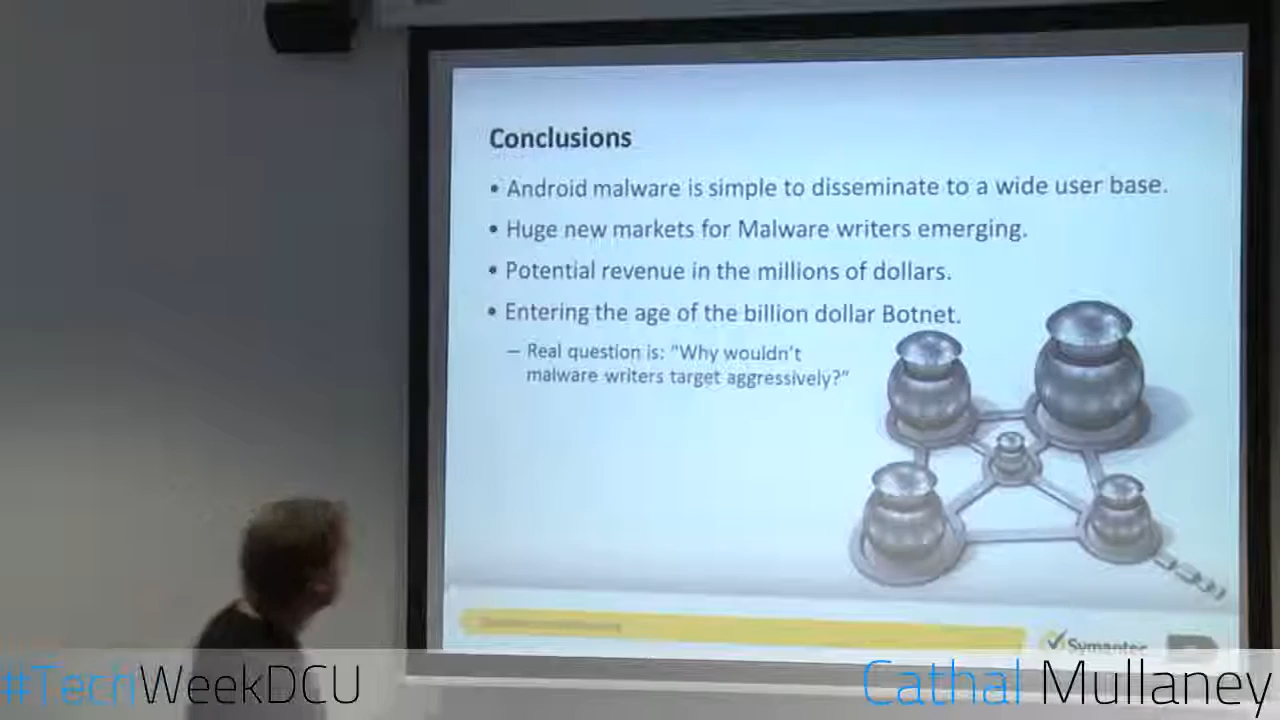 Conclusions
• Android malware is simple to disseminate to a wide user base.
• Huge new markets for Malware writers emerging.
• Potential revenue in the millions of dollars.
• Entering the age of the billion dollar Botnet.
– Real question is: "Why wouldn't
malware writers target aggressively?"
Symantec
#TechWeekDCU
Cathal Mullaney